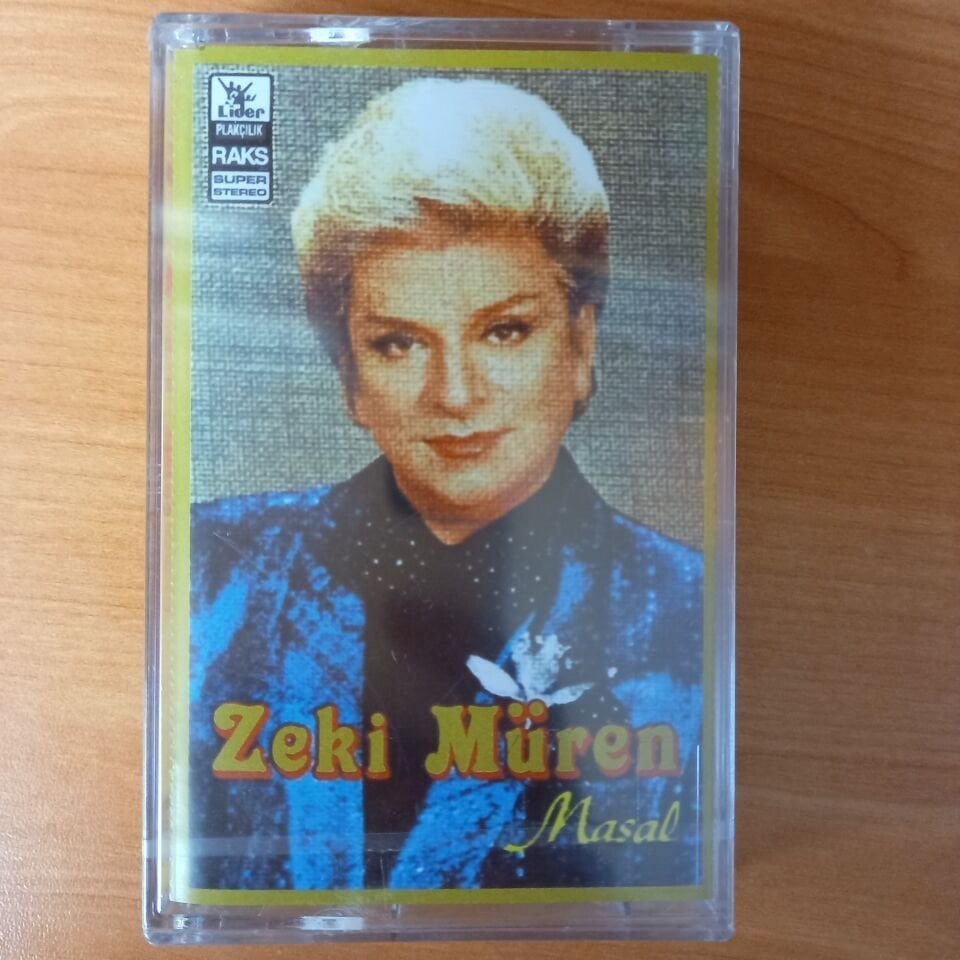 Lider
PLAKÇILIK
RAKS
SUPER
STEREO
Zeki Müren
Masal